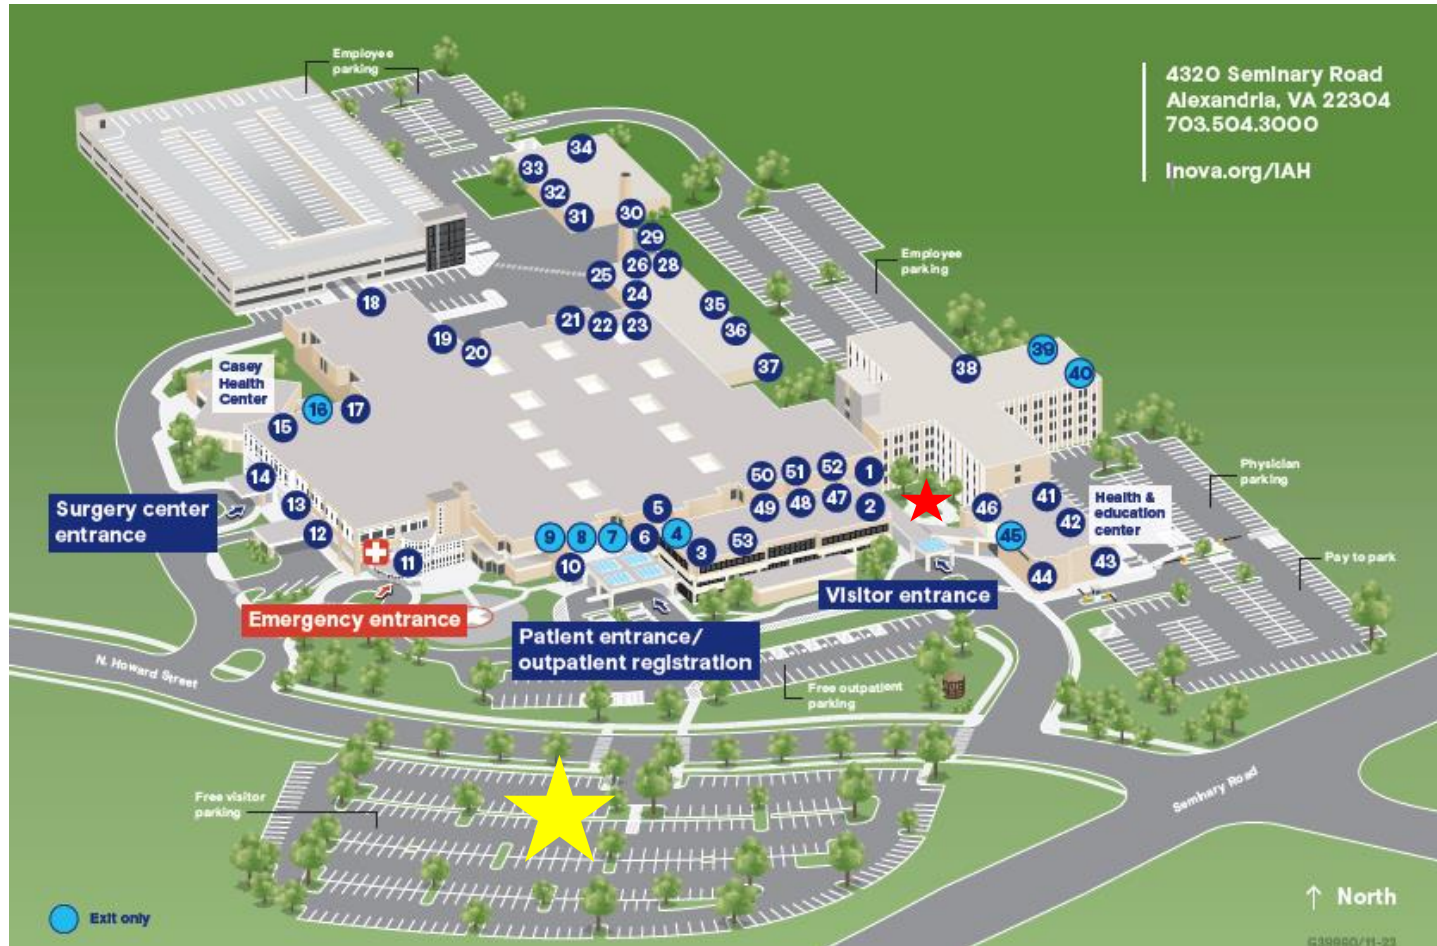 Employee
parking
4320 Seminary Road
Alexandria, VA 22304
703.504.3000
Inova.org/IAH
34
33
32
31
30
29
26
28
25
24
35
36
37
Employee
parking
18
19
20
21
22
23
38
39
40
Casey
Health
Center
16
17
15
14
13
12
11
Surgery center
entrance
Emergency entrance
50
51
52
1
49
48
47
2
5
9
8
7
6
4
3
53
10
46
41
42
45
44
43
Health &
education
center
Physician
parking
Pay to park
Visitor entrance
Patient entrance/
outpatient registration
Free outpatient
parking
N. Howard Street
Seminary Road
Free visitor
parking
Exit only
↑ North